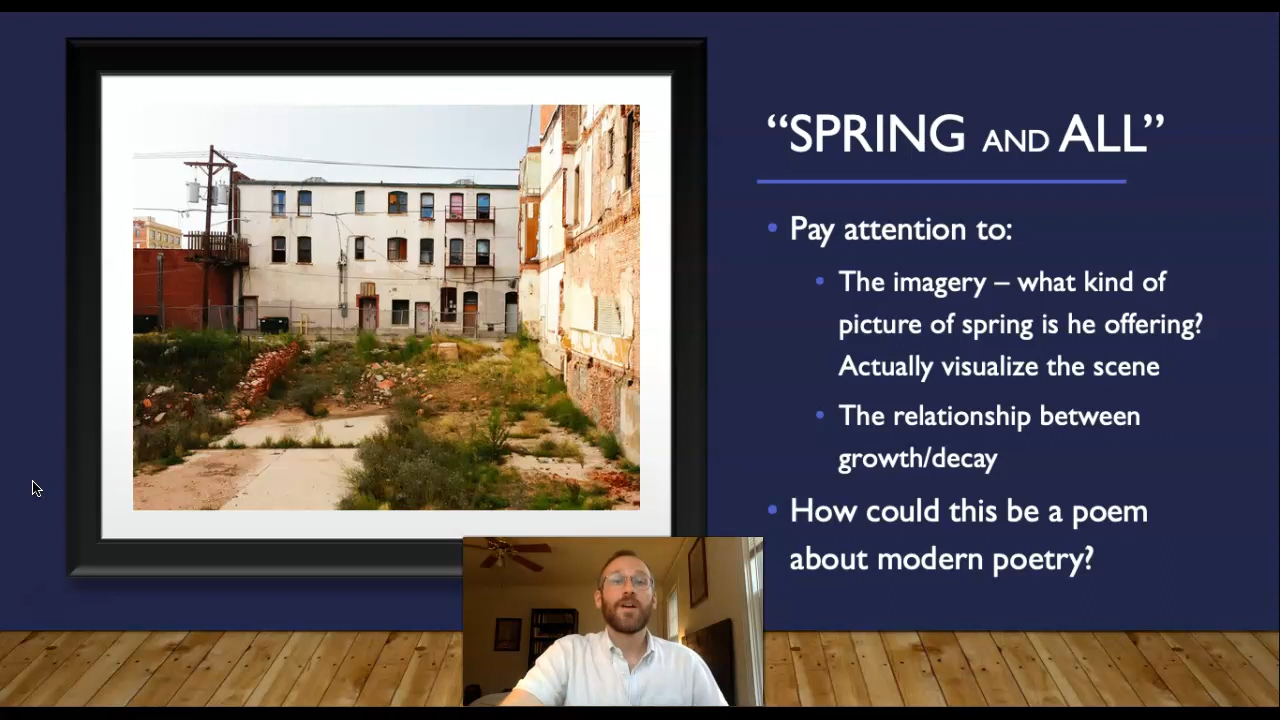 “SPRING AND ALL”
• Pay attention to:
• The imagery – what kind of
picture of spring is he offering?
Actually visualize the scene
• The relationship between
growth/decay
• How could this be a poem
about modern poetry?